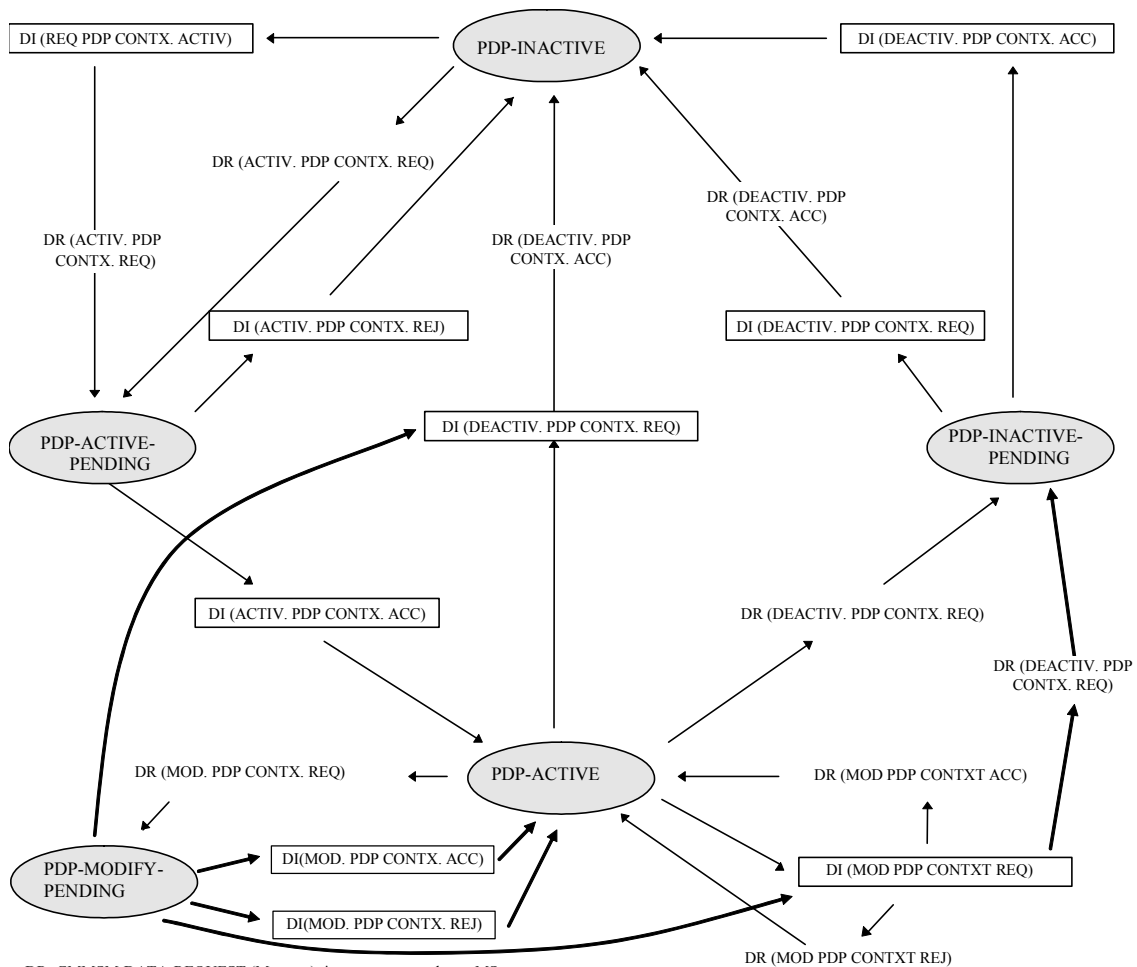 DI (REQ PDP CONTX. ACTIV)
PDP-INACTIVE
DI (DEACTIV. PDP CONTX. ACC)
DR (ACTIV. PDP CONTX. REQ)
DR (DEACTIV. PDP
CONTX. ACC)
DR (ACTIV. PDP
CONTX. REQ)
DR (DEACTIV. PDP
CONTX. ACC)
DI (ACTIV. PDP CONTX. REJ)
DI (DEACTIV. PDP CONTX. REQ)
PDP-ACTIVE-
PENDING
DI (DEACTIV. PDP CONTX. REQ)
PDP-INACTIVE-
PENDING
DI (ACTIV. PDP CONTX. ACC)
DR (DEACTIV. PDP CONTX. REQ)
DR (DEACTIV. PDP
CONTX. REQ)
DR (MOD. PDP CONTX. REQ)
PDP-ACTIVE
DR (MOD PDP CONTXT ACC)
PDP-MODIFY-
PENDING
DI(MOD. PDP CONTX. ACC)
DI (MOD PDP CONTXT REQ)
DI(MOD. PDP CONTX. REJ)
DR (MOD PDP CONTXT REJ)